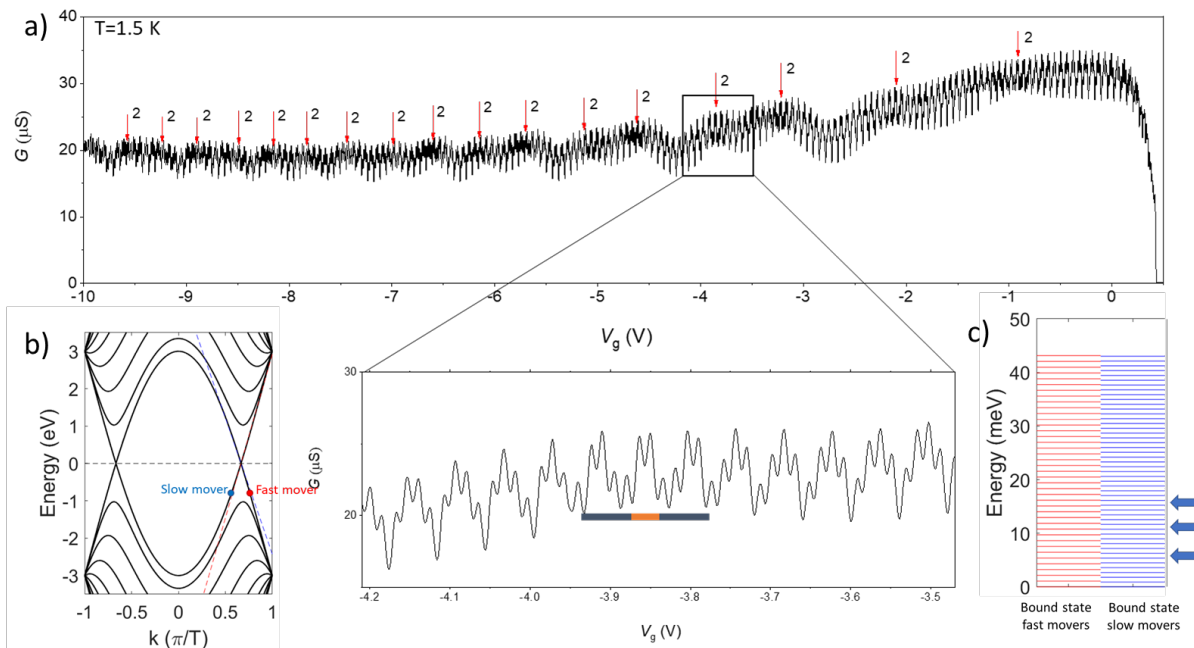 a)
T=1.5 K
40
30
20
10
0
G (µS)
2 2 2 2 2 2 2 2 2 2 2 2 2 2 2 2 2
-10 -9 -8 -7 -6 -5 -4 -3 -2 -1 0
Vg (V)
b)
3
2
1
0
-1
-2
-3
Energy (eV)
Slow mover
Fast mover
-1 -0.5 0 0.5 1
k (π/T)
30
20
G (µS)
-4.2 -4.1 -4.0 -3.9 -3.8 -3.7 -3.6 -3.5
Vg (V)
c)
50
40
30
20
10
0
Energy (meV)
Bound state
fast movers
Bound state
slow movers